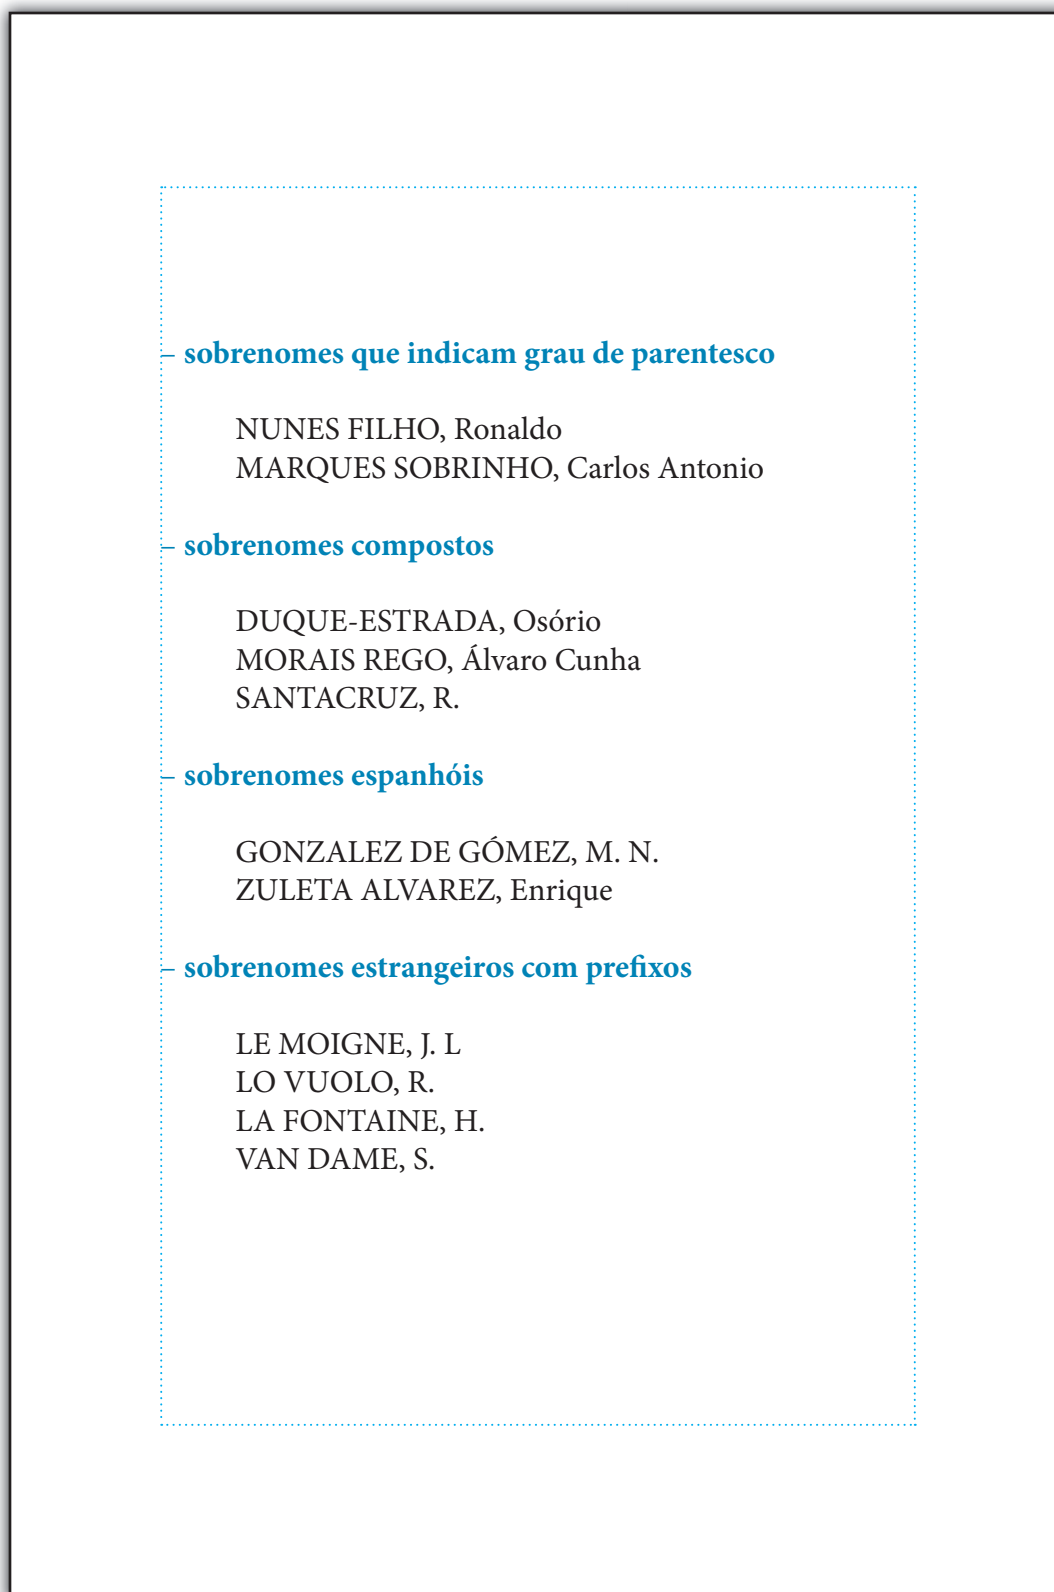 – sobrenomes que indicam grau de parentesco
NUNES FILHO, Ronaldo
MARQUES SOBRINHO, Carlos Antonio
– sobrenomes compostos
DUQUE-ESTRADA, Osório
MORAIS REGO, Álvaro Cunha
SANTACRUZ, R.
– sobrenomes espanhóis
GONZALEZ DE GÓMEZ, M. N.
ZULETA ALVAREZ, Enrique
– sobrenomes estrangeiros com prefixos
LE MOIGNE, J. L
LO VUOLO, R.
LA FONTAINE, H.
VAN DAME, S.